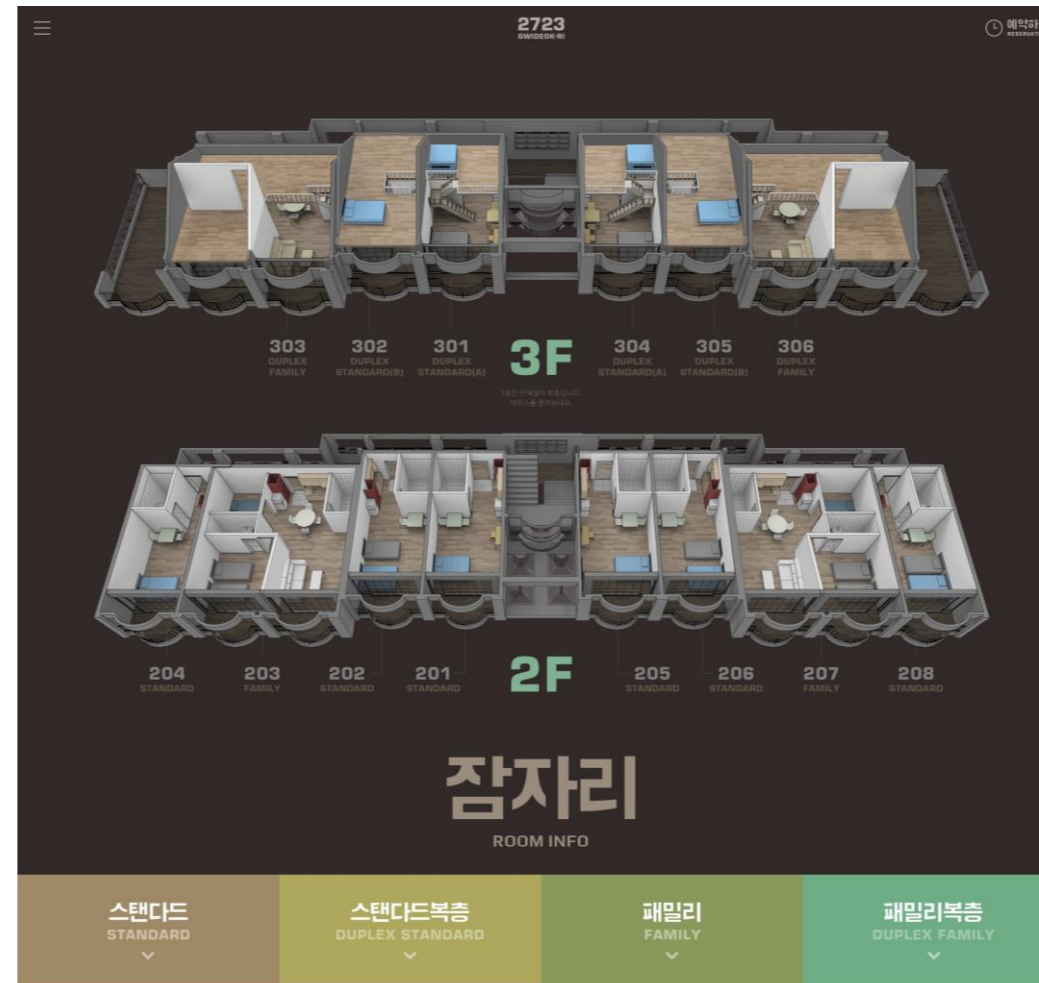 2723
GWIDEOK-RI
예약하
RESERVATI
303
DUPLEX
FAMILY
302
DUPLEX
STANDARD(B)
301
DUPLEX
STANDARD(A)
3F
304
DUPLEX
STANDARD(A)
305
DUPLEX
STANDARD(B)
306
DUPLEX
FAMILY
204
STANDARD
203
FAMILY
202
STANDARD
201
STANDARD
2F
205
STANDARD
206
STANDARD
207
FAMILY
208
STANDARD
잠자리
ROOM INFO
스탠다드
STANDARD
스탠다드복층
DUPLEX STANDARD
패밀리
FAMILY
패밀리복층
DUPLEX FAMILY